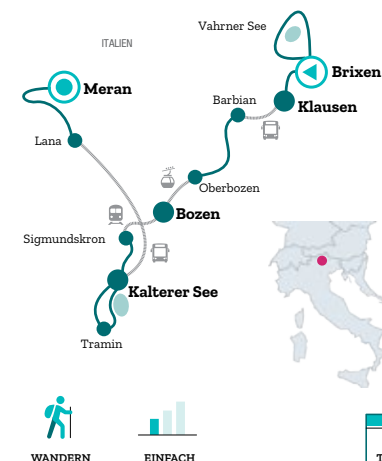 Vahrner See
ITALIEN
Brixen
Meran
Barbian
Klausen
Lana
Oberbozen
Bozen
Sigmundskron
Kalterer See
Tramin
WANDERN
EINFACH